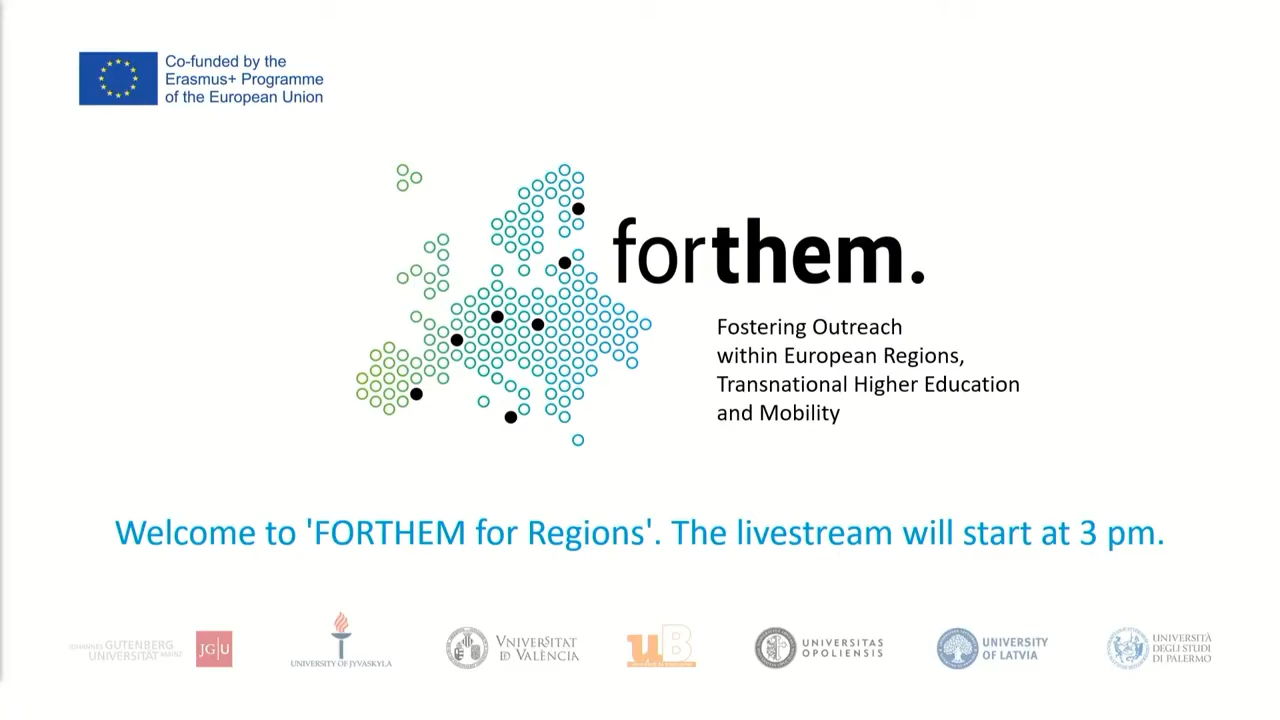 Co-funded by the
Erasmus+ Programme
of the European Union
forthem.
Fostering Outreach
within European Regions,
Transnational Higher Education
and Mobility
Welcome to 'FORTHEM for Regions'. The livestream will start at 3 pm.
JOHANNES GUTENBERG
UNIVERSITÄT MAINZ
JG|U
UNIVERSITY OF JYVASKYLA
VNIVERSITAT
ID VALÈNCIA
uB
UNIVERSITAS
OPOLIENSIS
UNIVERSITY
OF LATVIA
UNIVERSITÀ
DEGLI STUDI
DI PALERMO